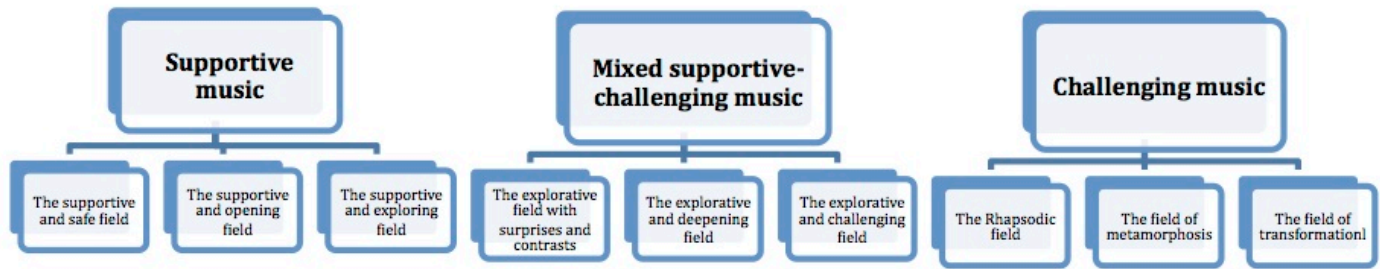 Supportive
music
The supportive
and safe field
The supportive
and opening
field
The supportive
and exploring
field
Mixed supportive-
challenging music
The explorative
field with
surprises and
contrasts
The explorative
and deepening
field
The explorative
and challenging
field
Challenging music
The Rhapsodic
field
The field of
metamorphosis
The field of
transformationl